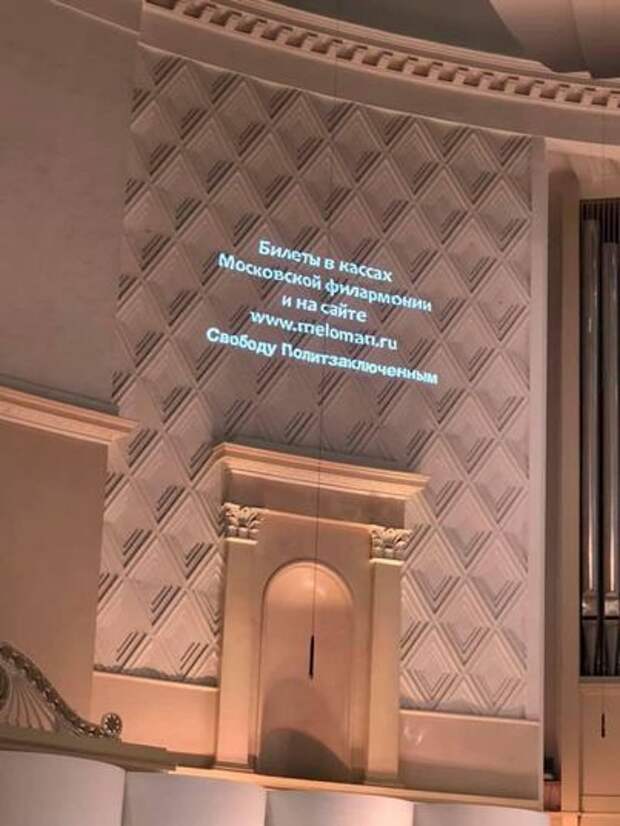 Билеты в кассах
Московской филармонии
и на сайте
www.meloman.ru
Свободу Политзаключенным